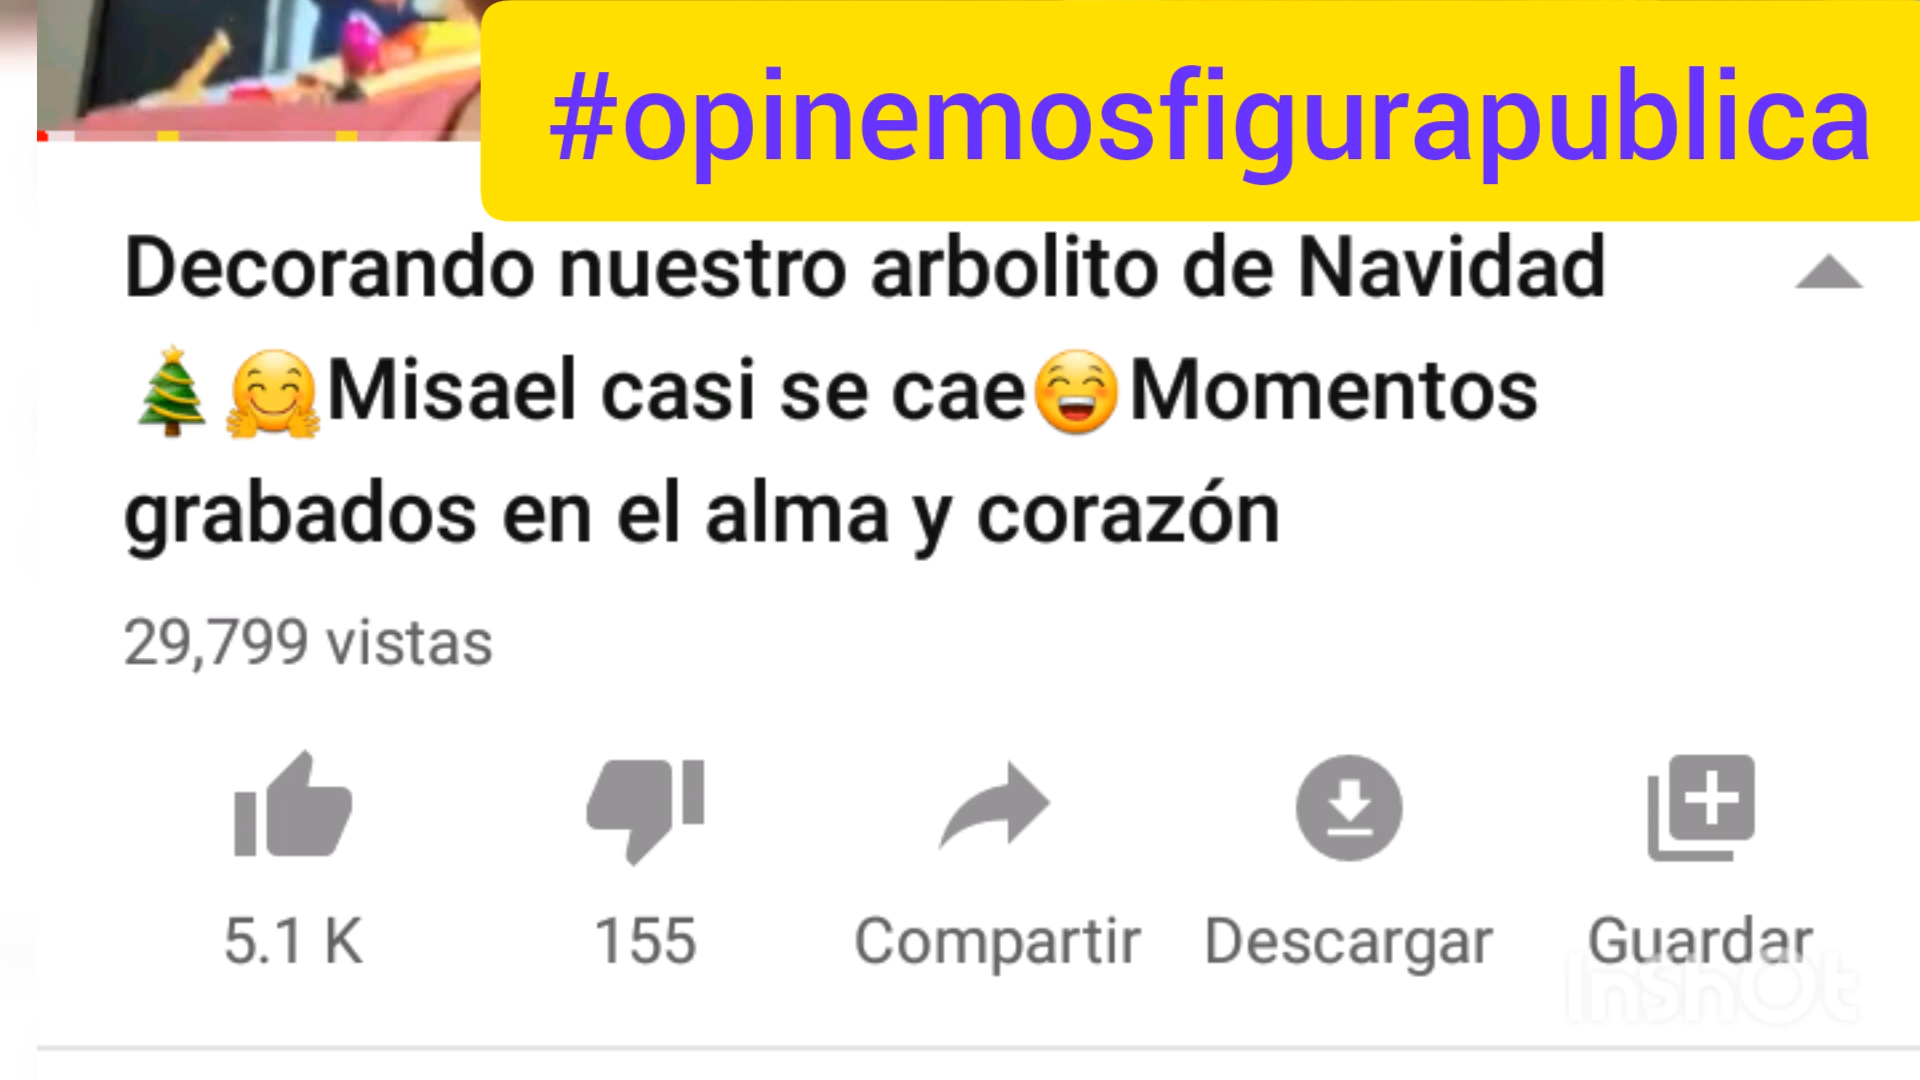 #opinemosfigurapublica
Decorando nuestro arbolito de Navidad
🎄🤗Misael casi se cae😁Momentos
grabados en el alma y corazón
29,799 vistas
5.1 K 155 Compartir Descargar Guardar
InShOt